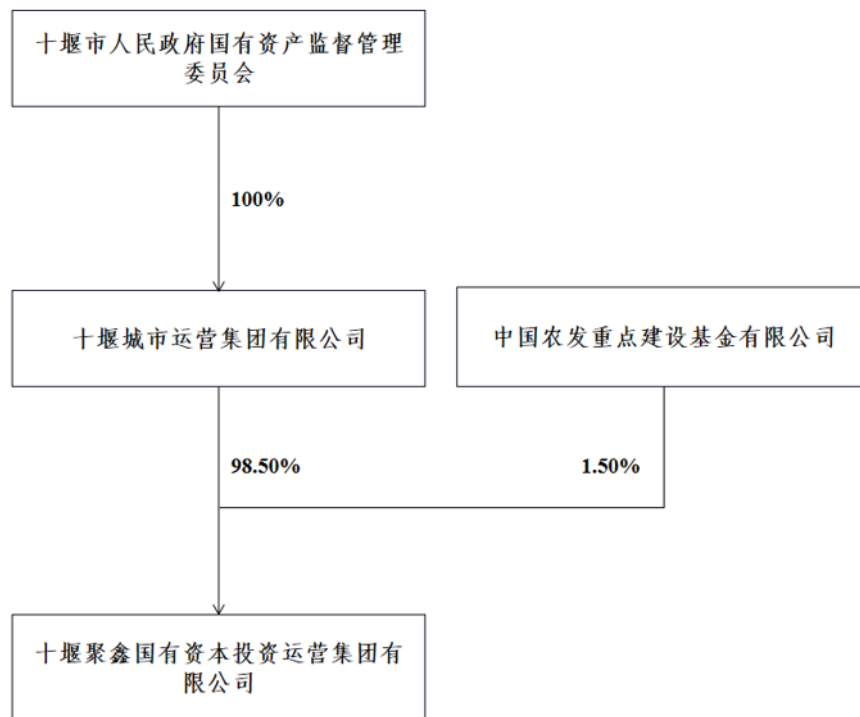 十堰市人民政府国有资产监督管理
委员会
100%
十堰城市运营集团有限公司
中国农发重点建设基金有限公司
98.50%
1.50%
十堰聚鑫国有资本投资运营集团有
限公司